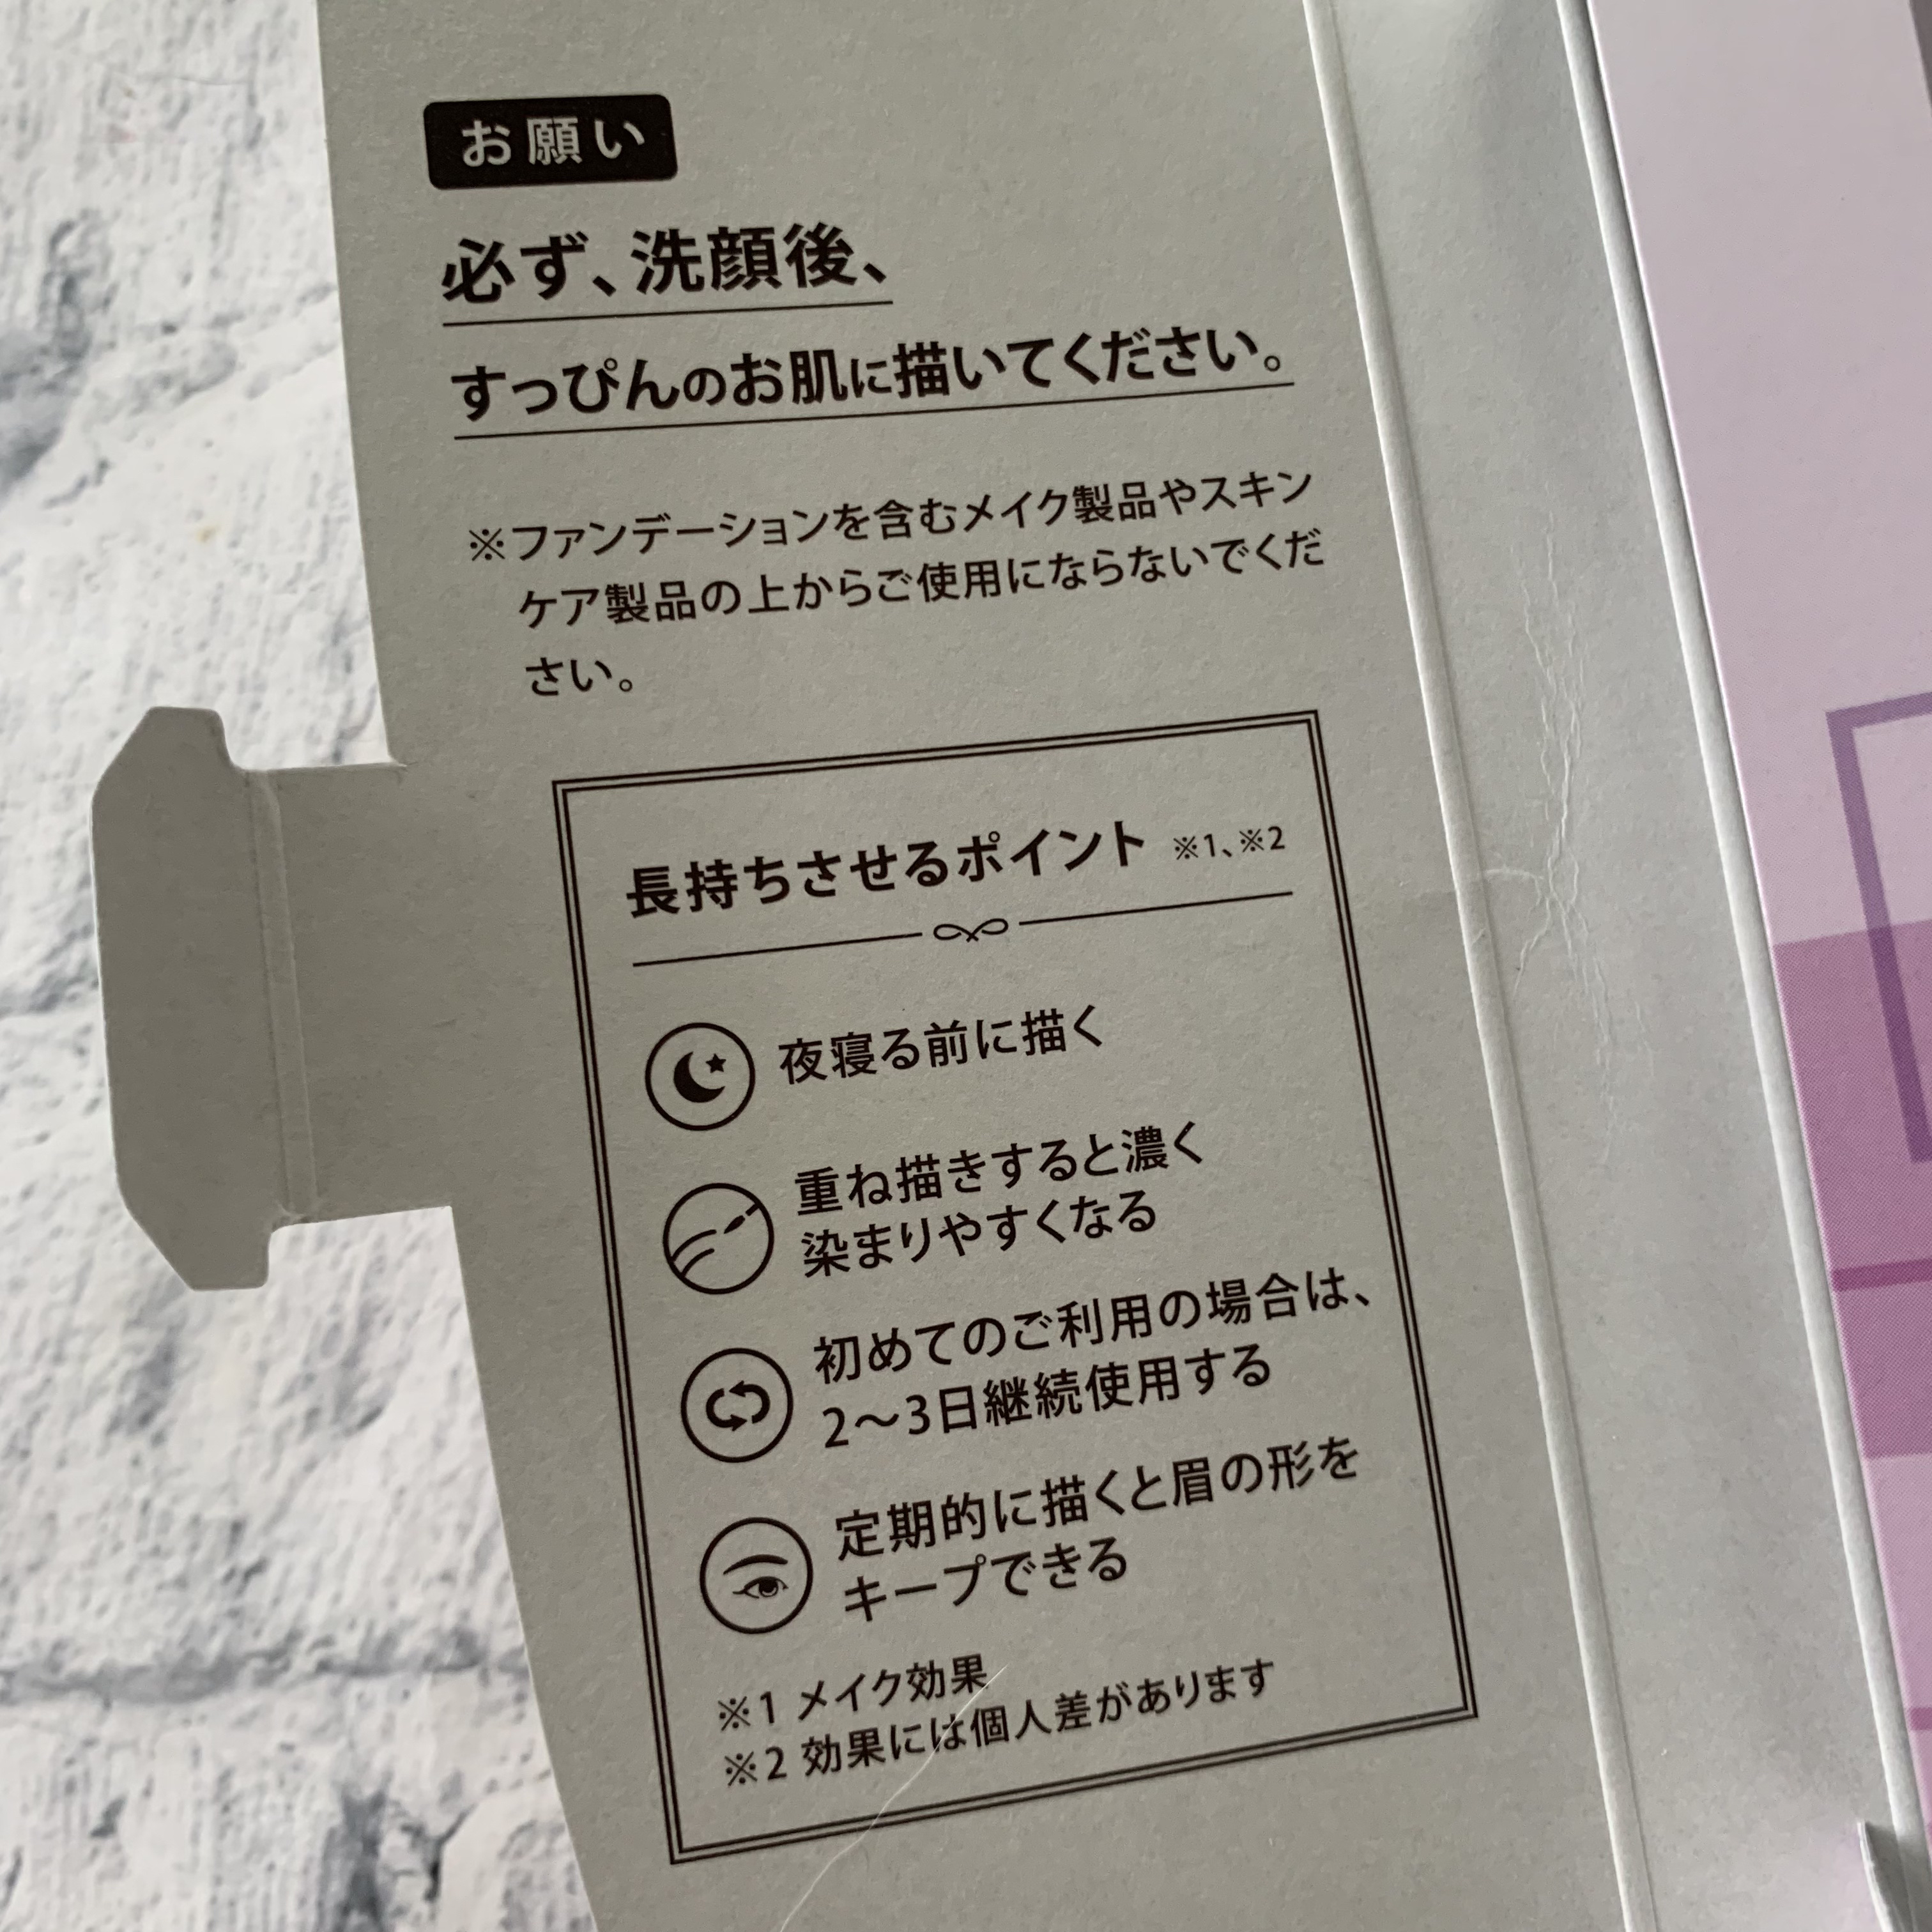 お願い
必ず、洗顔後、
すっぴんのお肌に描いてください。
※ファンデーションを含むメイク製品やスキン
ケア製品の上からご使用にならないでくだ
さい。
長持ちさせるポイント ※1、※2
夜寝る前に描く
重ね描きすると濃く
染まりやすくなる
初めてのご利用の場合は、
2〜3日継続使用する
定期的に描くと眉の形を
キープできる
※1 メイク効果
※2 効果には個人差があります